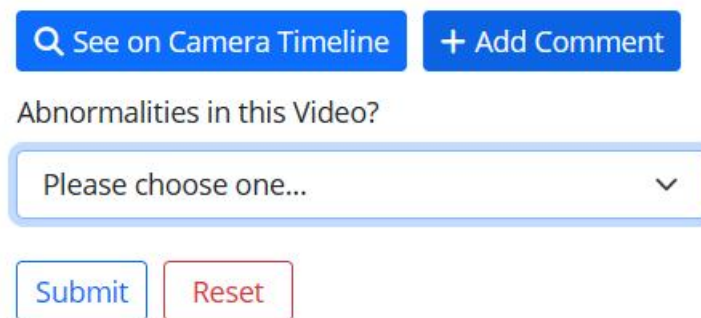 See on Camera Timeline + Add Comment
Abnormalities in this Video?
Please choose one...
Submit Reset